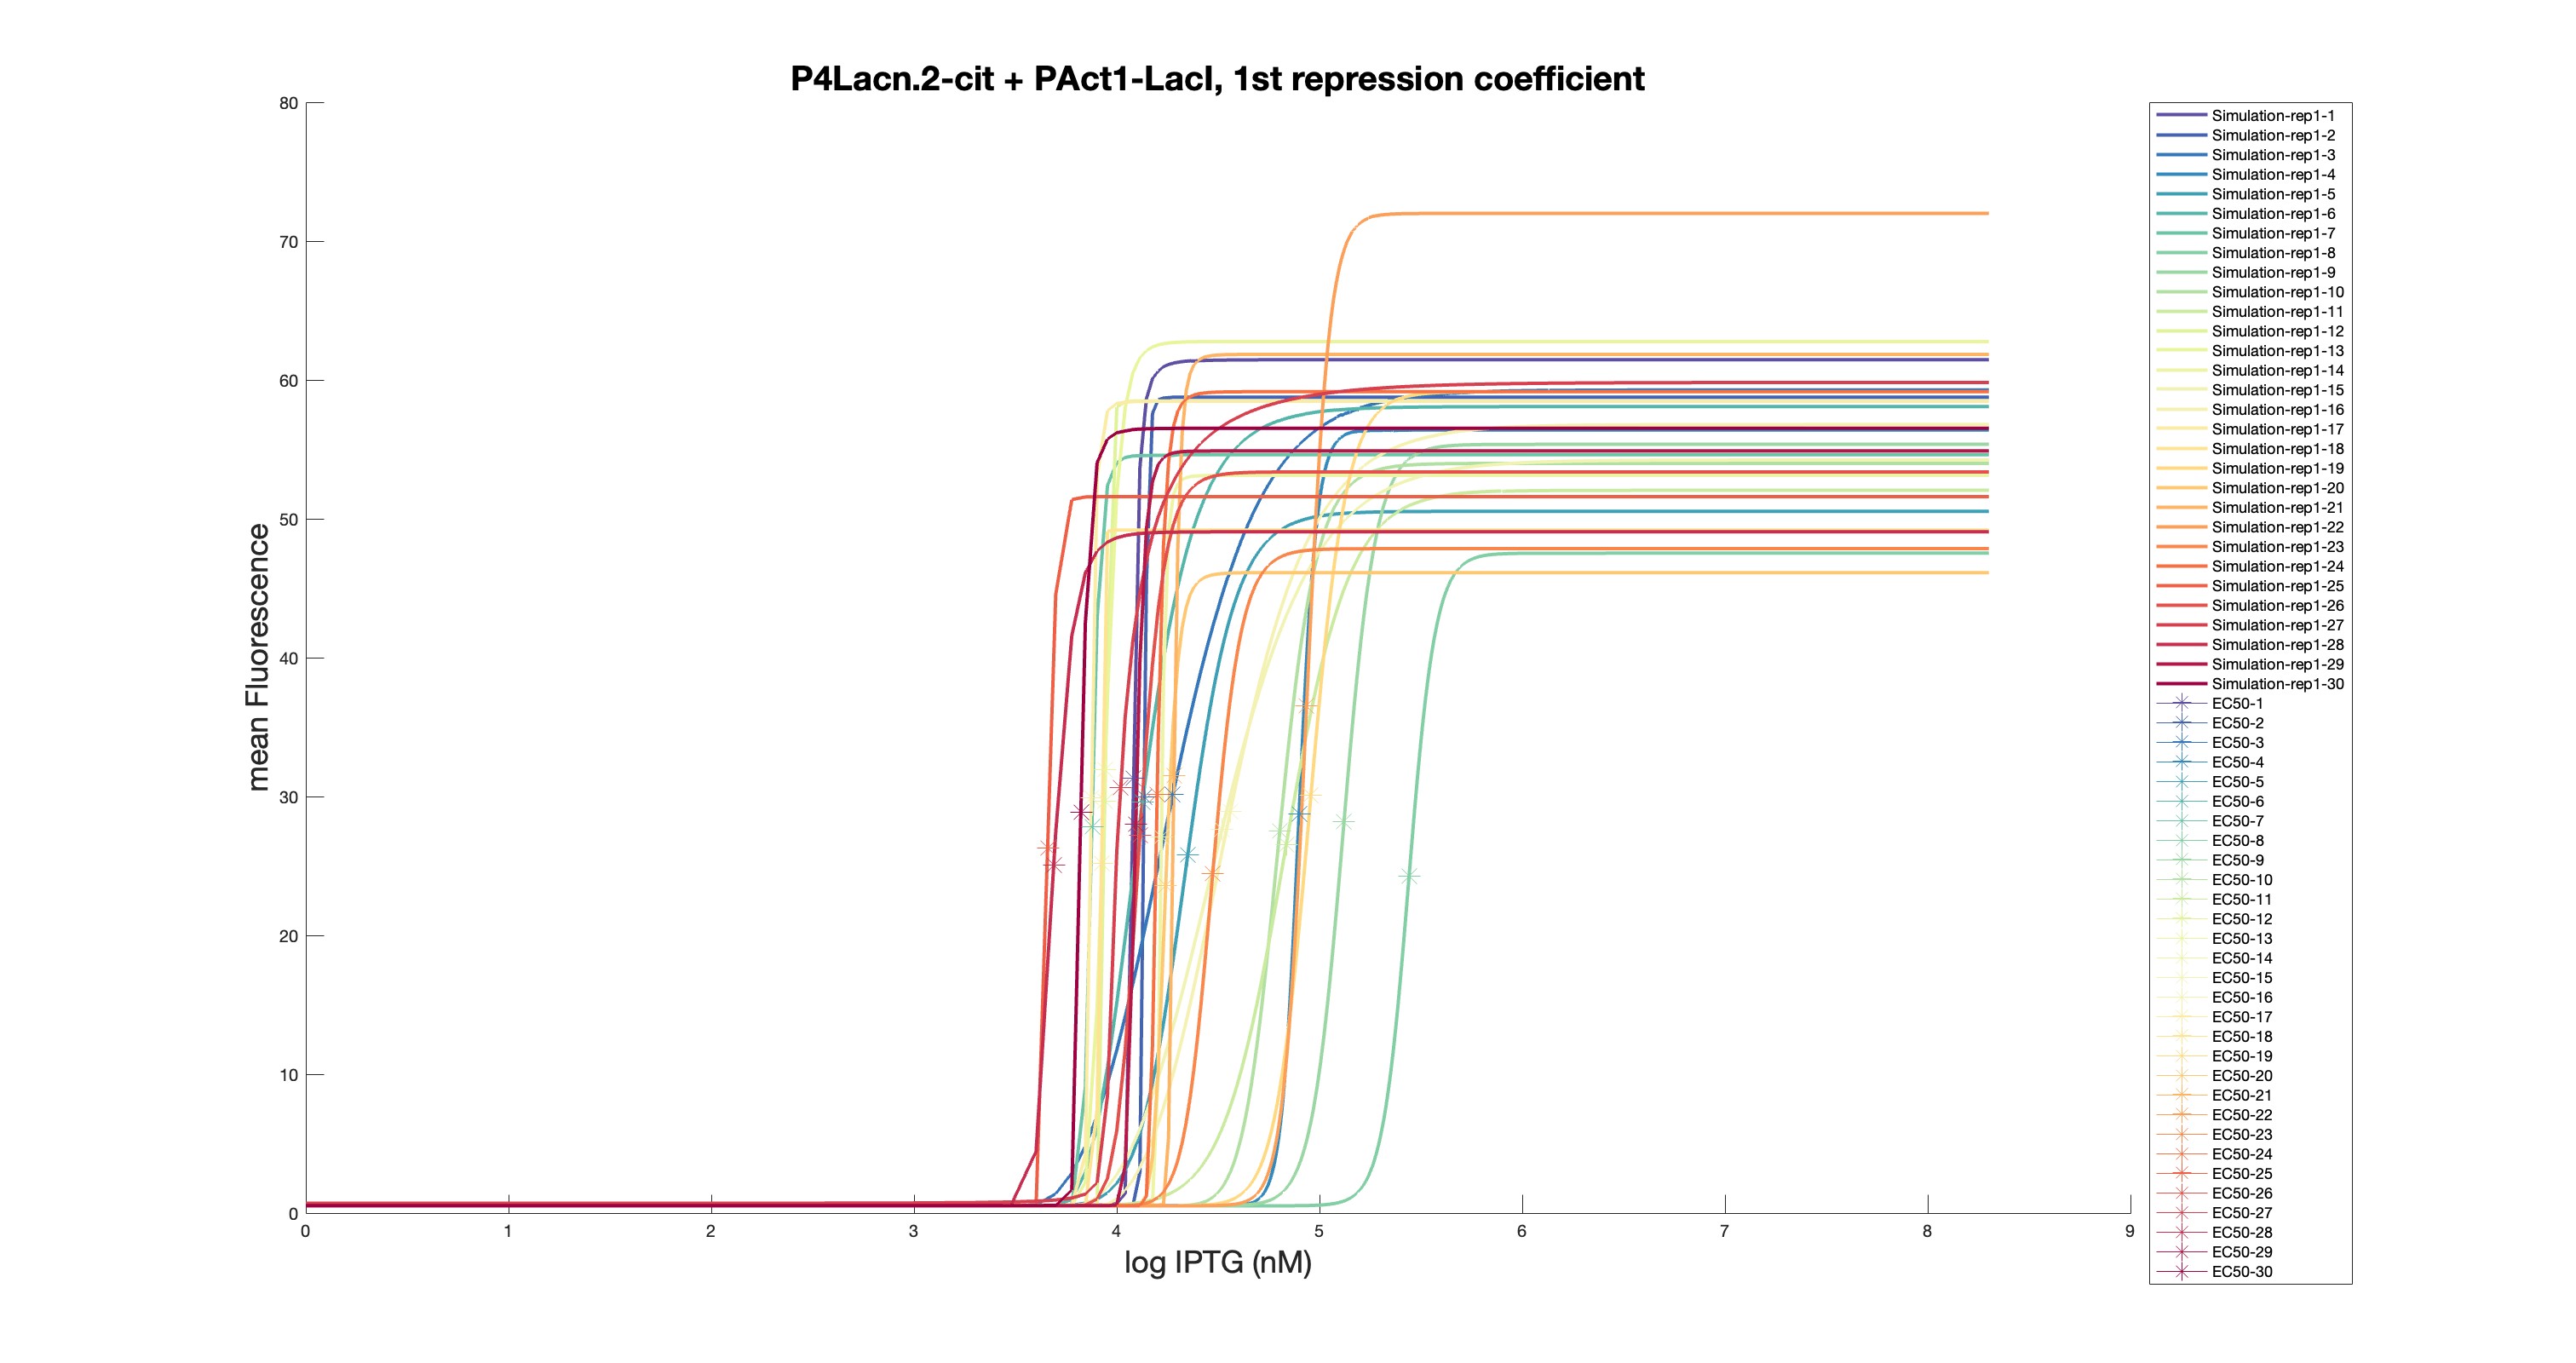 P4Lacn.2-cit + PAct1-LacI, 1st repression coefficient
80
70
60
50
40
30
20
10
0
mean Fluorescence
0 1 2 3 4 5 6 7 8 9
log IPTG (nM)
Simulation-rep1-1
Simulation-rep1-2
Simulation-rep1-3
Simulation-rep1-4
Simulation-rep1-5
Simulation-rep1-6
Simulation-rep1-7
Simulation-rep1-8
Simulation-rep1-9
Simulation-rep1-10
Simulation-rep1-11
Simulation-rep1-12
Simulation-rep1-13
Simulation-rep1-14
Simulation-rep1-15
Simulation-rep1-16
Simulation-rep1-17
Simulation-rep1-18
Simulation-rep1-19
Simulation-rep1-20
Simulation-rep1-21
Simulation-rep1-22
Simulation-rep1-23
Simulation-rep1-24
Simulation-rep1-25
Simulation-rep1-26
Simulation-rep1-27
Simulation-rep1-28
Simulation-rep1-29
Simulation-rep1-30
EC50-1
EC50-2
EC50-3
EC50-4
EC50-5
EC50-6
EC50-7
EC50-8
EC50-9
EC50-10
EC50-11
EC50-12
EC50-13
EC50-14
EC50-15
EC50-16
EC50-17
EC50-18
EC50-19
EC50-20
EC50-21
EC50-22
EC50-23
EC50-24
EC50-25
EC50-26
EC50-27
EC50-28
EC50-29
EC50-30